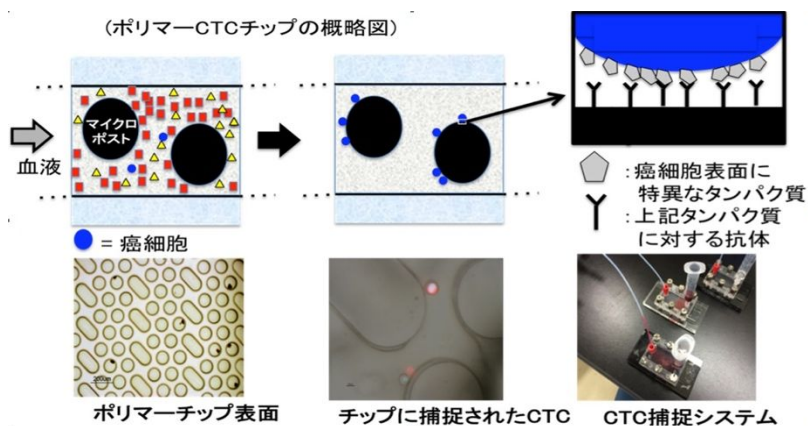 (ポリマーCTCチップの概略図)
マイクロ
ポスト
血液
= 癌細胞
:癌細胞表面に
特異なタンパク質
:上記タンパク質
に対する抗体
ポリマーチップ表面
チップに捕捉されたCTC
CTC捕捉システム